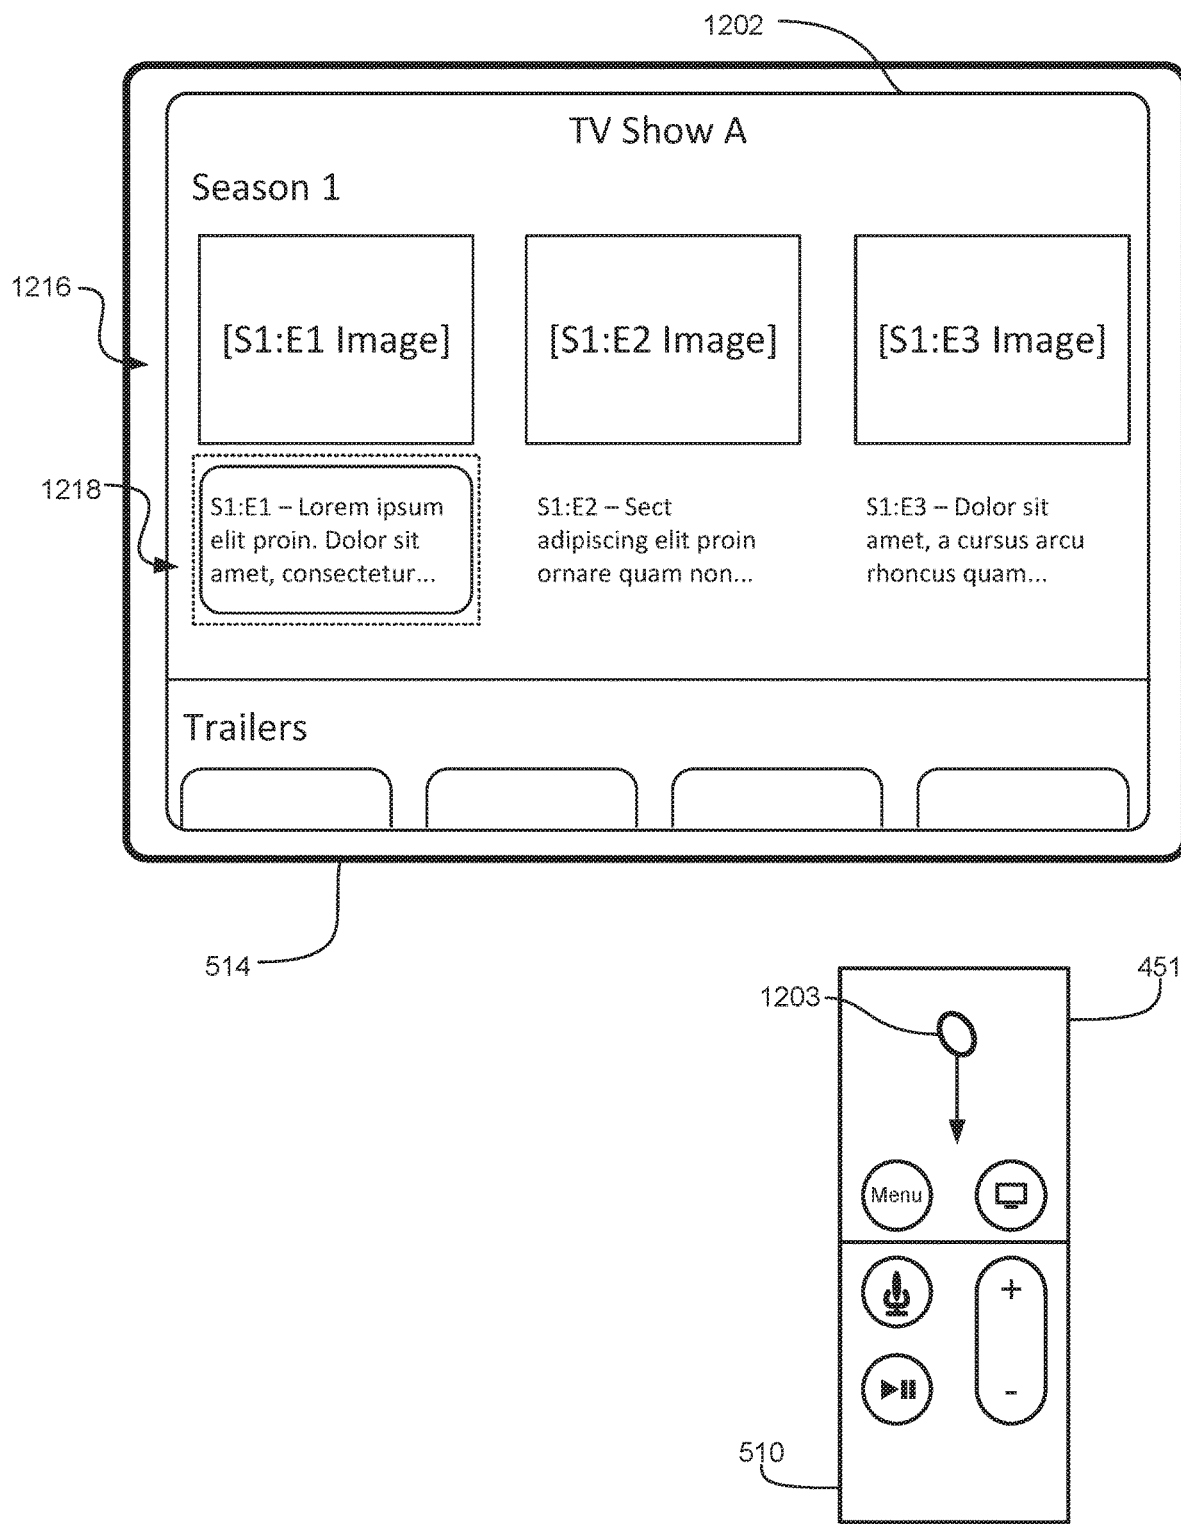 1202
TV Show A
Season 1
1216
[S1:E1 Image]
[S1:E2 Image]
[S1:E3 Image]
1218
S1:E1 – Lorem ipsum
elit proin. Dolor sit
amet, consectetur...
S1:E2 – Sect
adipiscing elit proin
ornare quam non...
S1:E3 – Dolor sit
amet, a cursus arcu
rhoncus quam...
Trailers
514
451
1203
Menu
+
-
510